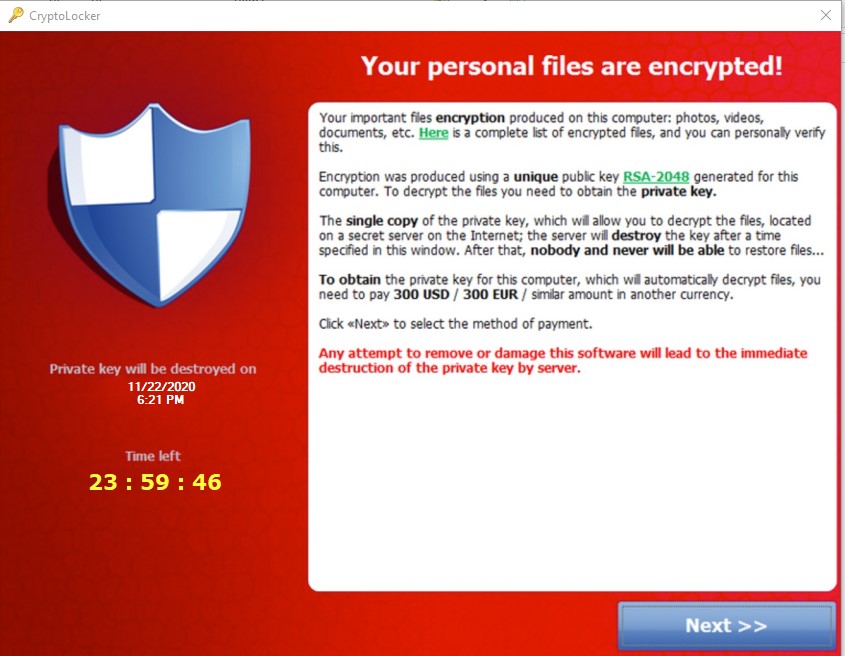 CryptoLocker
Your personal files are encrypted!
Your important files encryption produced on this computer: photos, videos,
documents, etc. Here is a complete list of encrypted files, and you can personally verify
this.
Encryption was produced using a unique public key RSA-2048 generated for this
computer. To decrypt the files you need to obtain the private key.
The single copy of the private key, which will allow you to decrypt the files, located
on a secret server on the Internet; the server will destroy the key after a time
specified in this window. After that, nobody and never will be able to restore files...
To obtain the private key for this computer, which will automatically decrypt files, you
need to pay 300 USD / 300 EUR / similar amount in another currency.
Click «Next» to select the method of payment.
Any attempt to remove or damage this software will lead to the immediate
destruction of the private key by server.
Private key will be destroyed on
11/22/2020
6:21 PM
Time left
23 : 59 : 46
Next >>